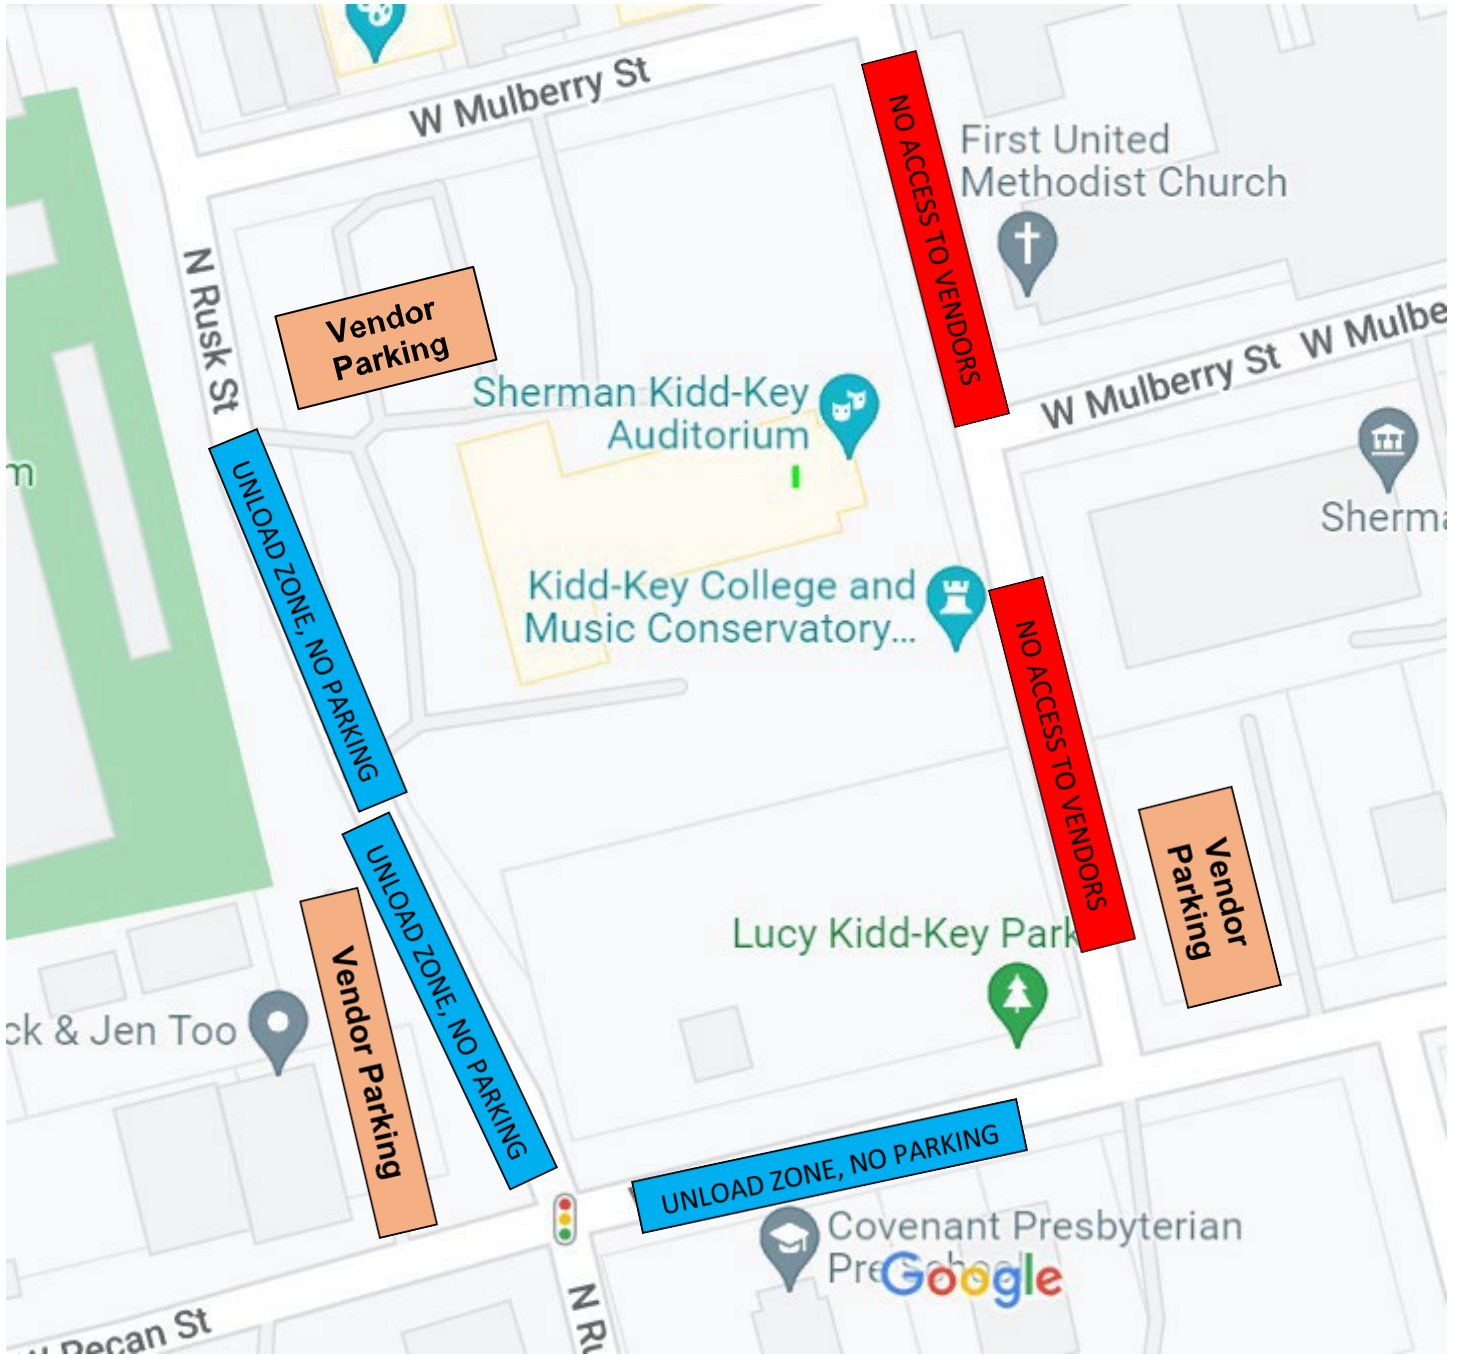 W Mulberry St
NO ACCESS TO VENDORS
First United
Methodist Church
N Rusk St
Vendor
Parking
W Mulberry St
W Mulbe
Sherman Kidd-Key
Auditorium
m
UNLOAD ZONE, NO PARKING
Sherma
Kidd-Key College and
Music Conservatory...
NO ACCESS TO VENDORS
Vendor
Parking
UNLOAD ZONE, NO PARKING
Lucy Kidd-Key Park
Vendor Parking
ck & Jen Too
UNLOAD ZONE, NO PARKING
Covenant Presbyterian
Pre School
Google
N Ru
W Pecan St